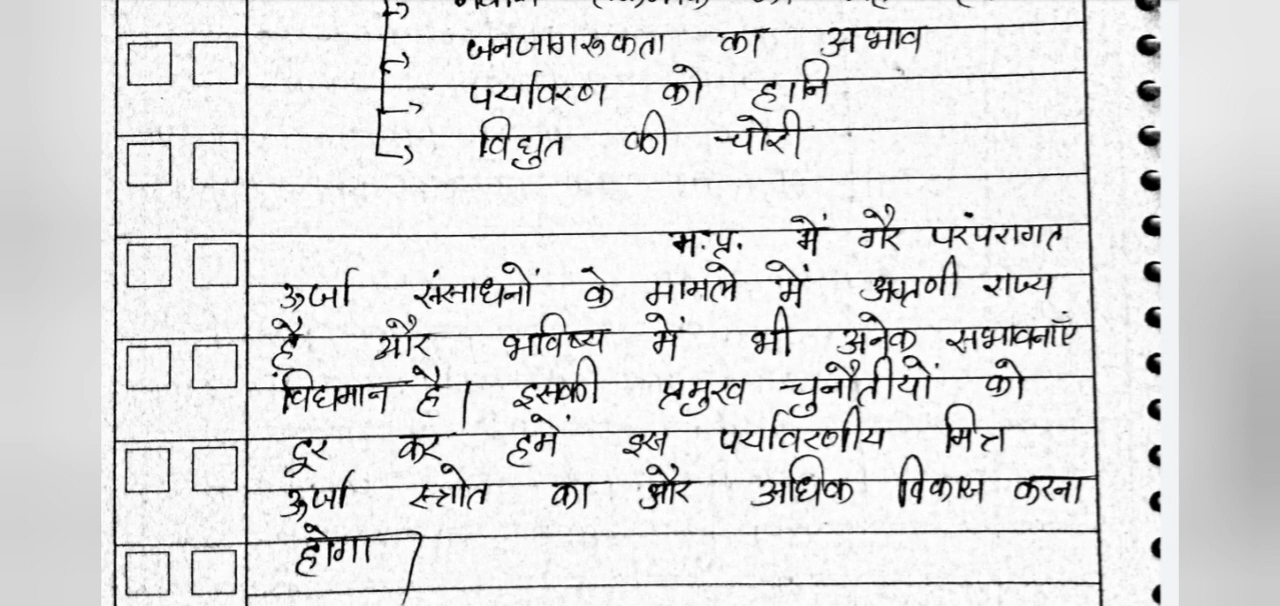 जनजागरूकता का अभाव
पर्यावरण को हानि
विद्युत की चोरी
म.प्र. में गैर परंपरागत
ऊर्जा संसाधनों के मामले में अग्रणी राज्य
है और भविष्य में भी अनेक सभावनाएँ
विद्यमान है। इसकी प्रमुख चुनौतीयों को
दूर कर हमें इस पर्यावरणीय मित्र
ऊर्जा स्त्रोत का और अधिक विकास करना
होगा।